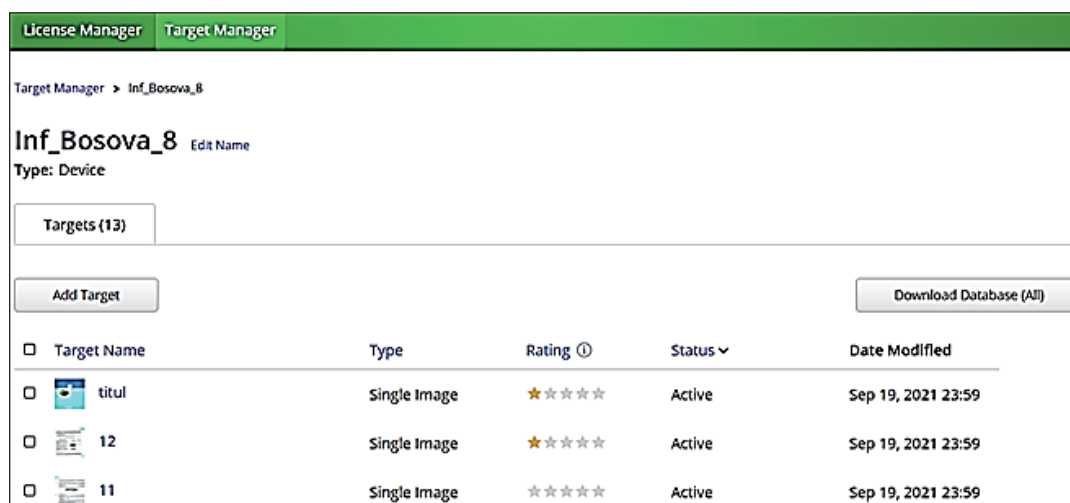 License Manager Target Manager
Target Manager > Inf_Bosova_8
Inf_Bosova_8 Edit Name
Type: Device
Targets (13)
Add Target Download Database (All)
Target Name Type Rating Status Date Modified
titul Single Image Active Sep 19, 2021 23:59
12 Single Image Active Sep 19, 2021 23:59
11 Single Image Active Sep 19, 2021 23:59